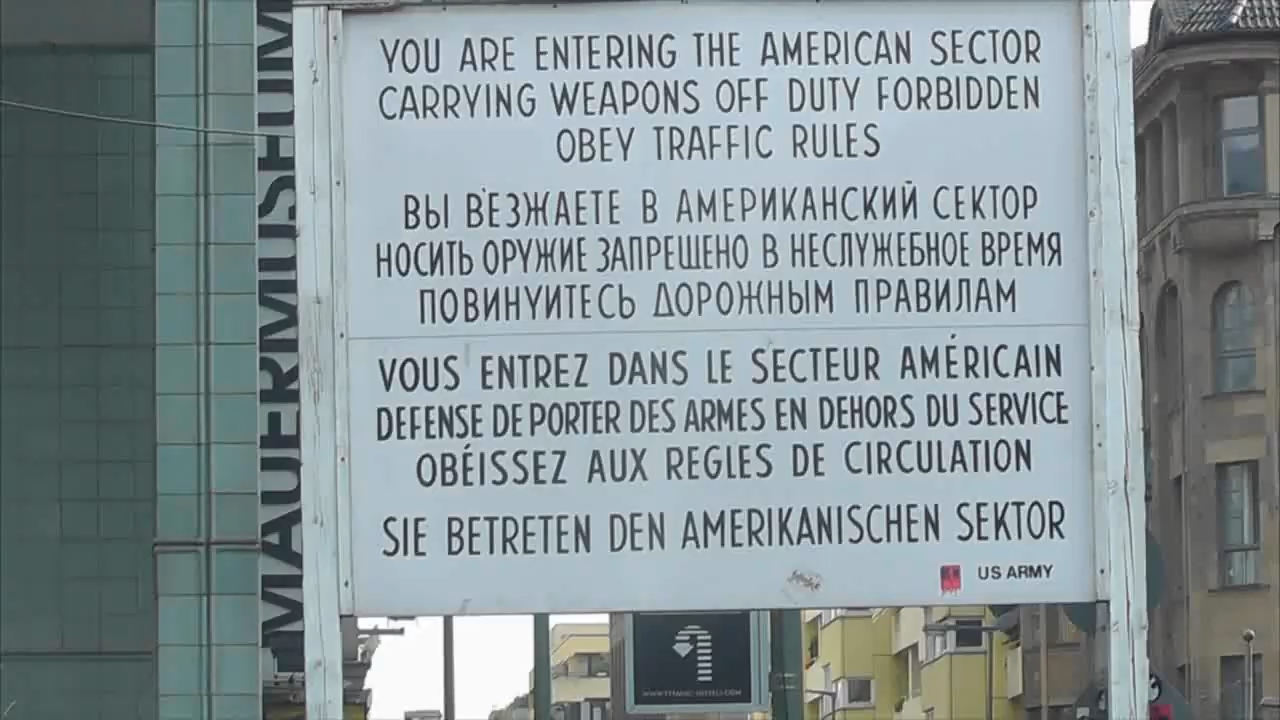 YOU ARE ENTERING THE AMERICAN SECTOR
CARRYING WEAPONS OFF DUTY FORBIDDEN
OBEY TRAFFIC RULES
ВЫ ВЪЕЗЖАЕТЕ В АМЕРИКАНСКИЙ СЕКТОР
НОСИТЬ ОРУЖИЕ ЗАПРЕЩЕНО В НЕСЛУЖЕБНОЕ ВРЕМЯ
ПОВИНУИТЕСЬ ДОРОЖНЫМ ПРАВИЛАМ
VOUS ENTREZ DANS LE SECTEUR AMÉRICAIN
DEFENSE DE PORTER DES ARMES EN DEHORS DU SERVICE
OBÉISSEZ AUX REGLES DE CIRCULATION
SIE BETRETEN DEN AMERIKANISCHEN SEKTOR
US ARMY
MAUERMUSEUM